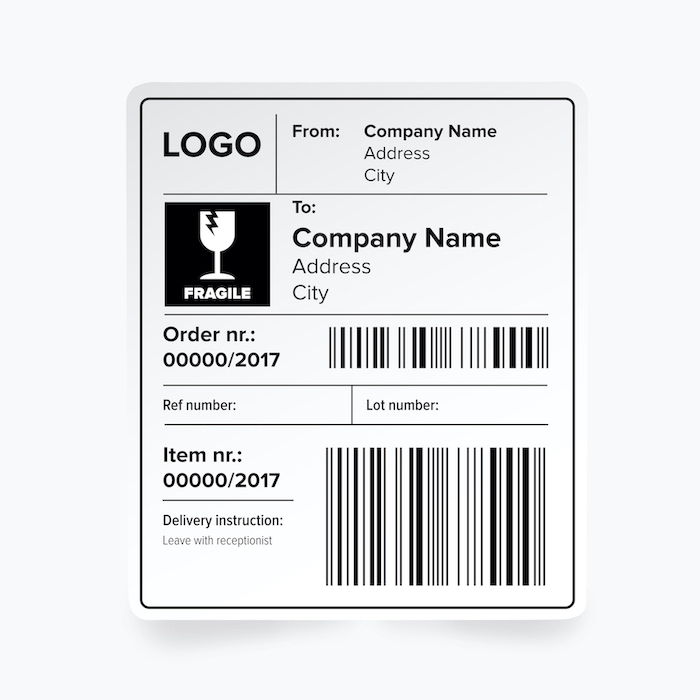 LOGO
From: Company Name
Address
City
FRAGILE
To:
Company Name
Address
City
Order nr.:
00000/2017
Ref number:
Lot number:
Item nr.:
00000/2017
Delivery instruction:
Leave with receptionist